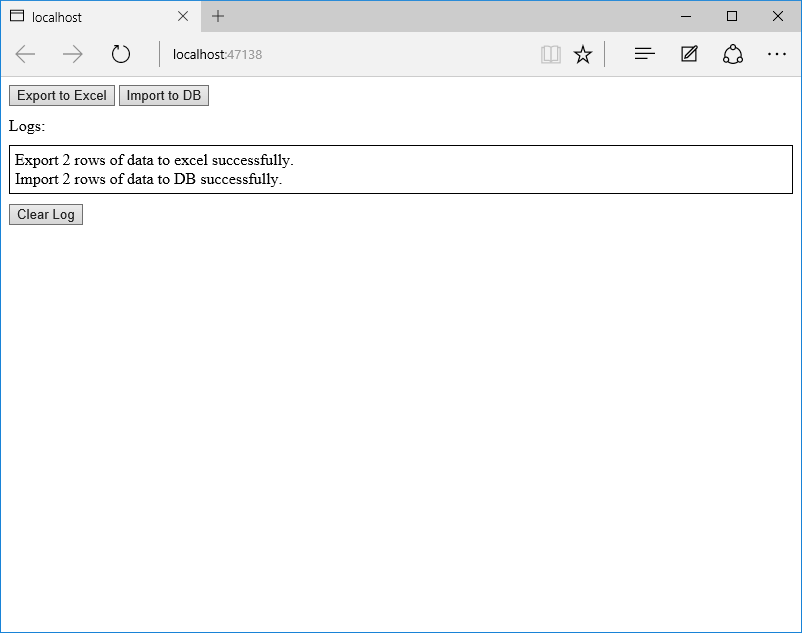 localhost
localhost:47138
Export to Excel Import to DB
Logs:
Export 2 rows of data to excel successfully.
Import 2 rows of data to DB successfully.
Clear Log